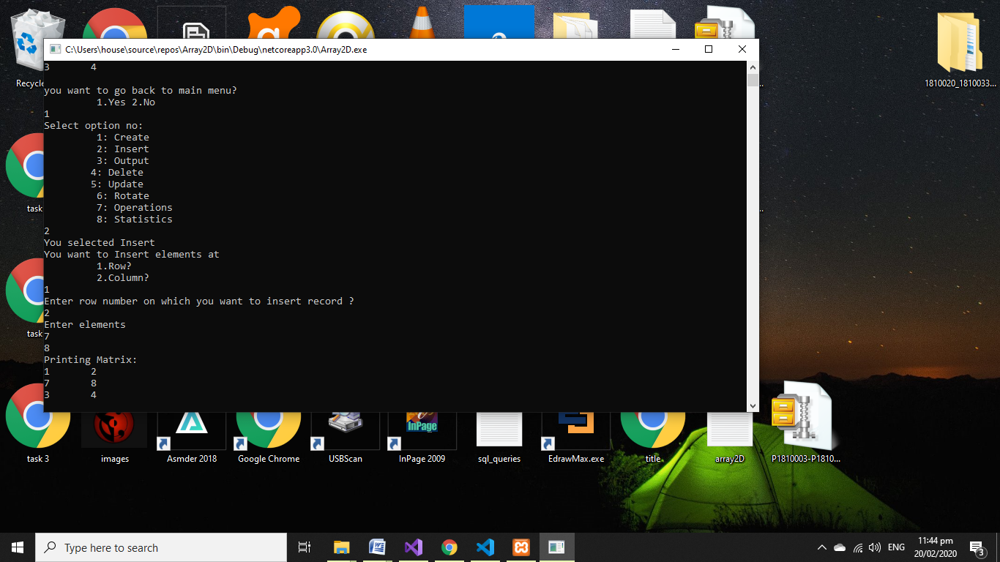 C:\Users\house\source\repos\Array2D\bin\Debug\netcoreapp3.0\Array2D.exe
3 4
you want to go back to main menu?
1.Yes 2.No
1
Select option no:
1: Create
2: Insert
3: Output
4: Delete
5: Update
6: Rotate
7: Operations
8: Statistics
2
You selected Insert
You want to Insert elements at
1.Row?
2.Column?
1
Enter row number on which you want to insert record ?
2
Enter elements
7
8
Printing Matrix:
1 2
7 8
3 4
Recycle
1810020_1810033...
task
task
InPage
task 3
images
Asmder 2018
Google Chrome
USBScan
InPage 2009
sql_queries
EdrawMax.exe
title
array2D
P1810003-P1810...
Type here to search
ENG
11:44 pm
20/02/2020
3